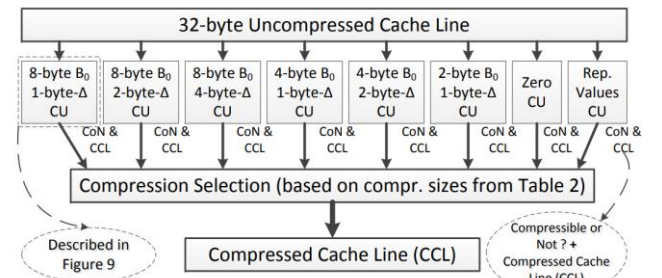 32-byte Uncompressed Cache Line
8-byte B₀ 8-byte B₀ 8-byte B₀ 4-byte B₀ 4-byte B₀ 2-byte B₀ Zero Rep.
1-byte-Δ 2-byte-Δ 4-byte-Δ 1-byte-Δ 2-byte-Δ 1-byte-Δ CU Values
CU CU CU CU CU CU CU
CoN & CoN & CoN & CoN & CoN & CoN & CoN & CoN &
CCL CCL CCL CCL CCL CCL CCL CCL
Compression Selection (based on compr. sizes from Table 2)
Described in
Figure 9
Compressed Cache Line (CCL)
Compressible or
Not ? +
Compressed Cache
Line (CCL)